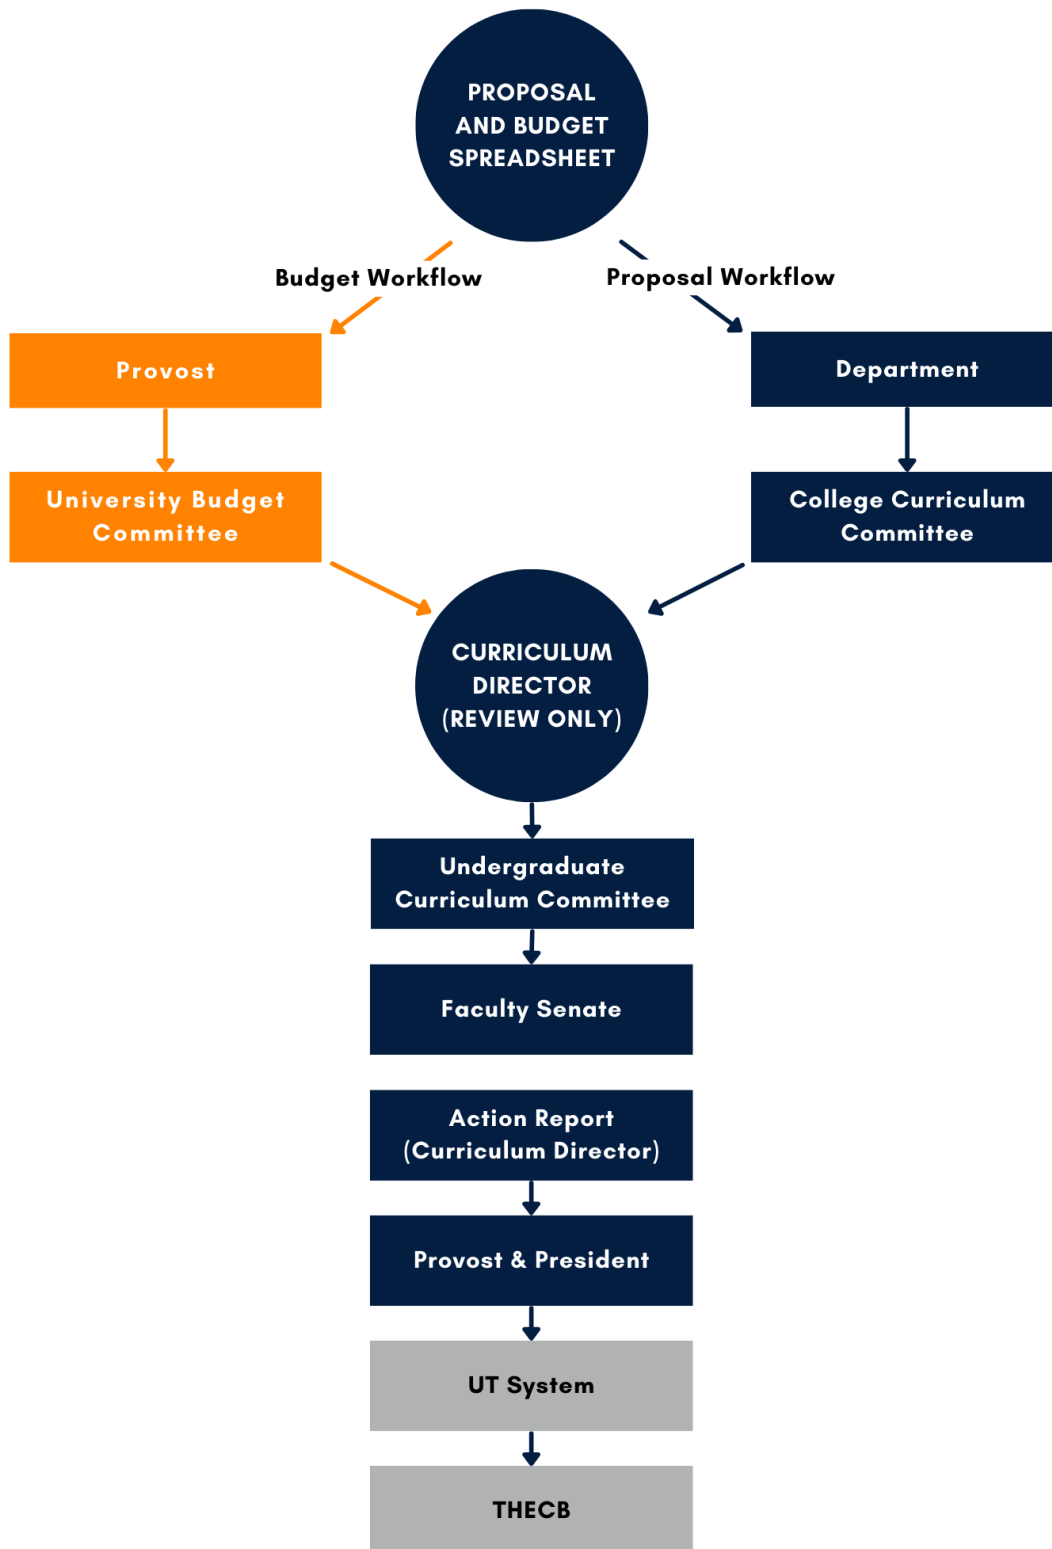 PROPOSAL
AND BUDGET
SPREADSHEET
Budget Workflow
Proposal Workflow
Provost
Department
University Budget
Committee
College Curriculum
Committee
CURRICULUM
DIRECTOR
(REVIEW ONLY)
Undergraduate
Curriculum Committee
Faculty Senate
Action Report
(Curriculum Director)
Provost & President
UT System
THECB